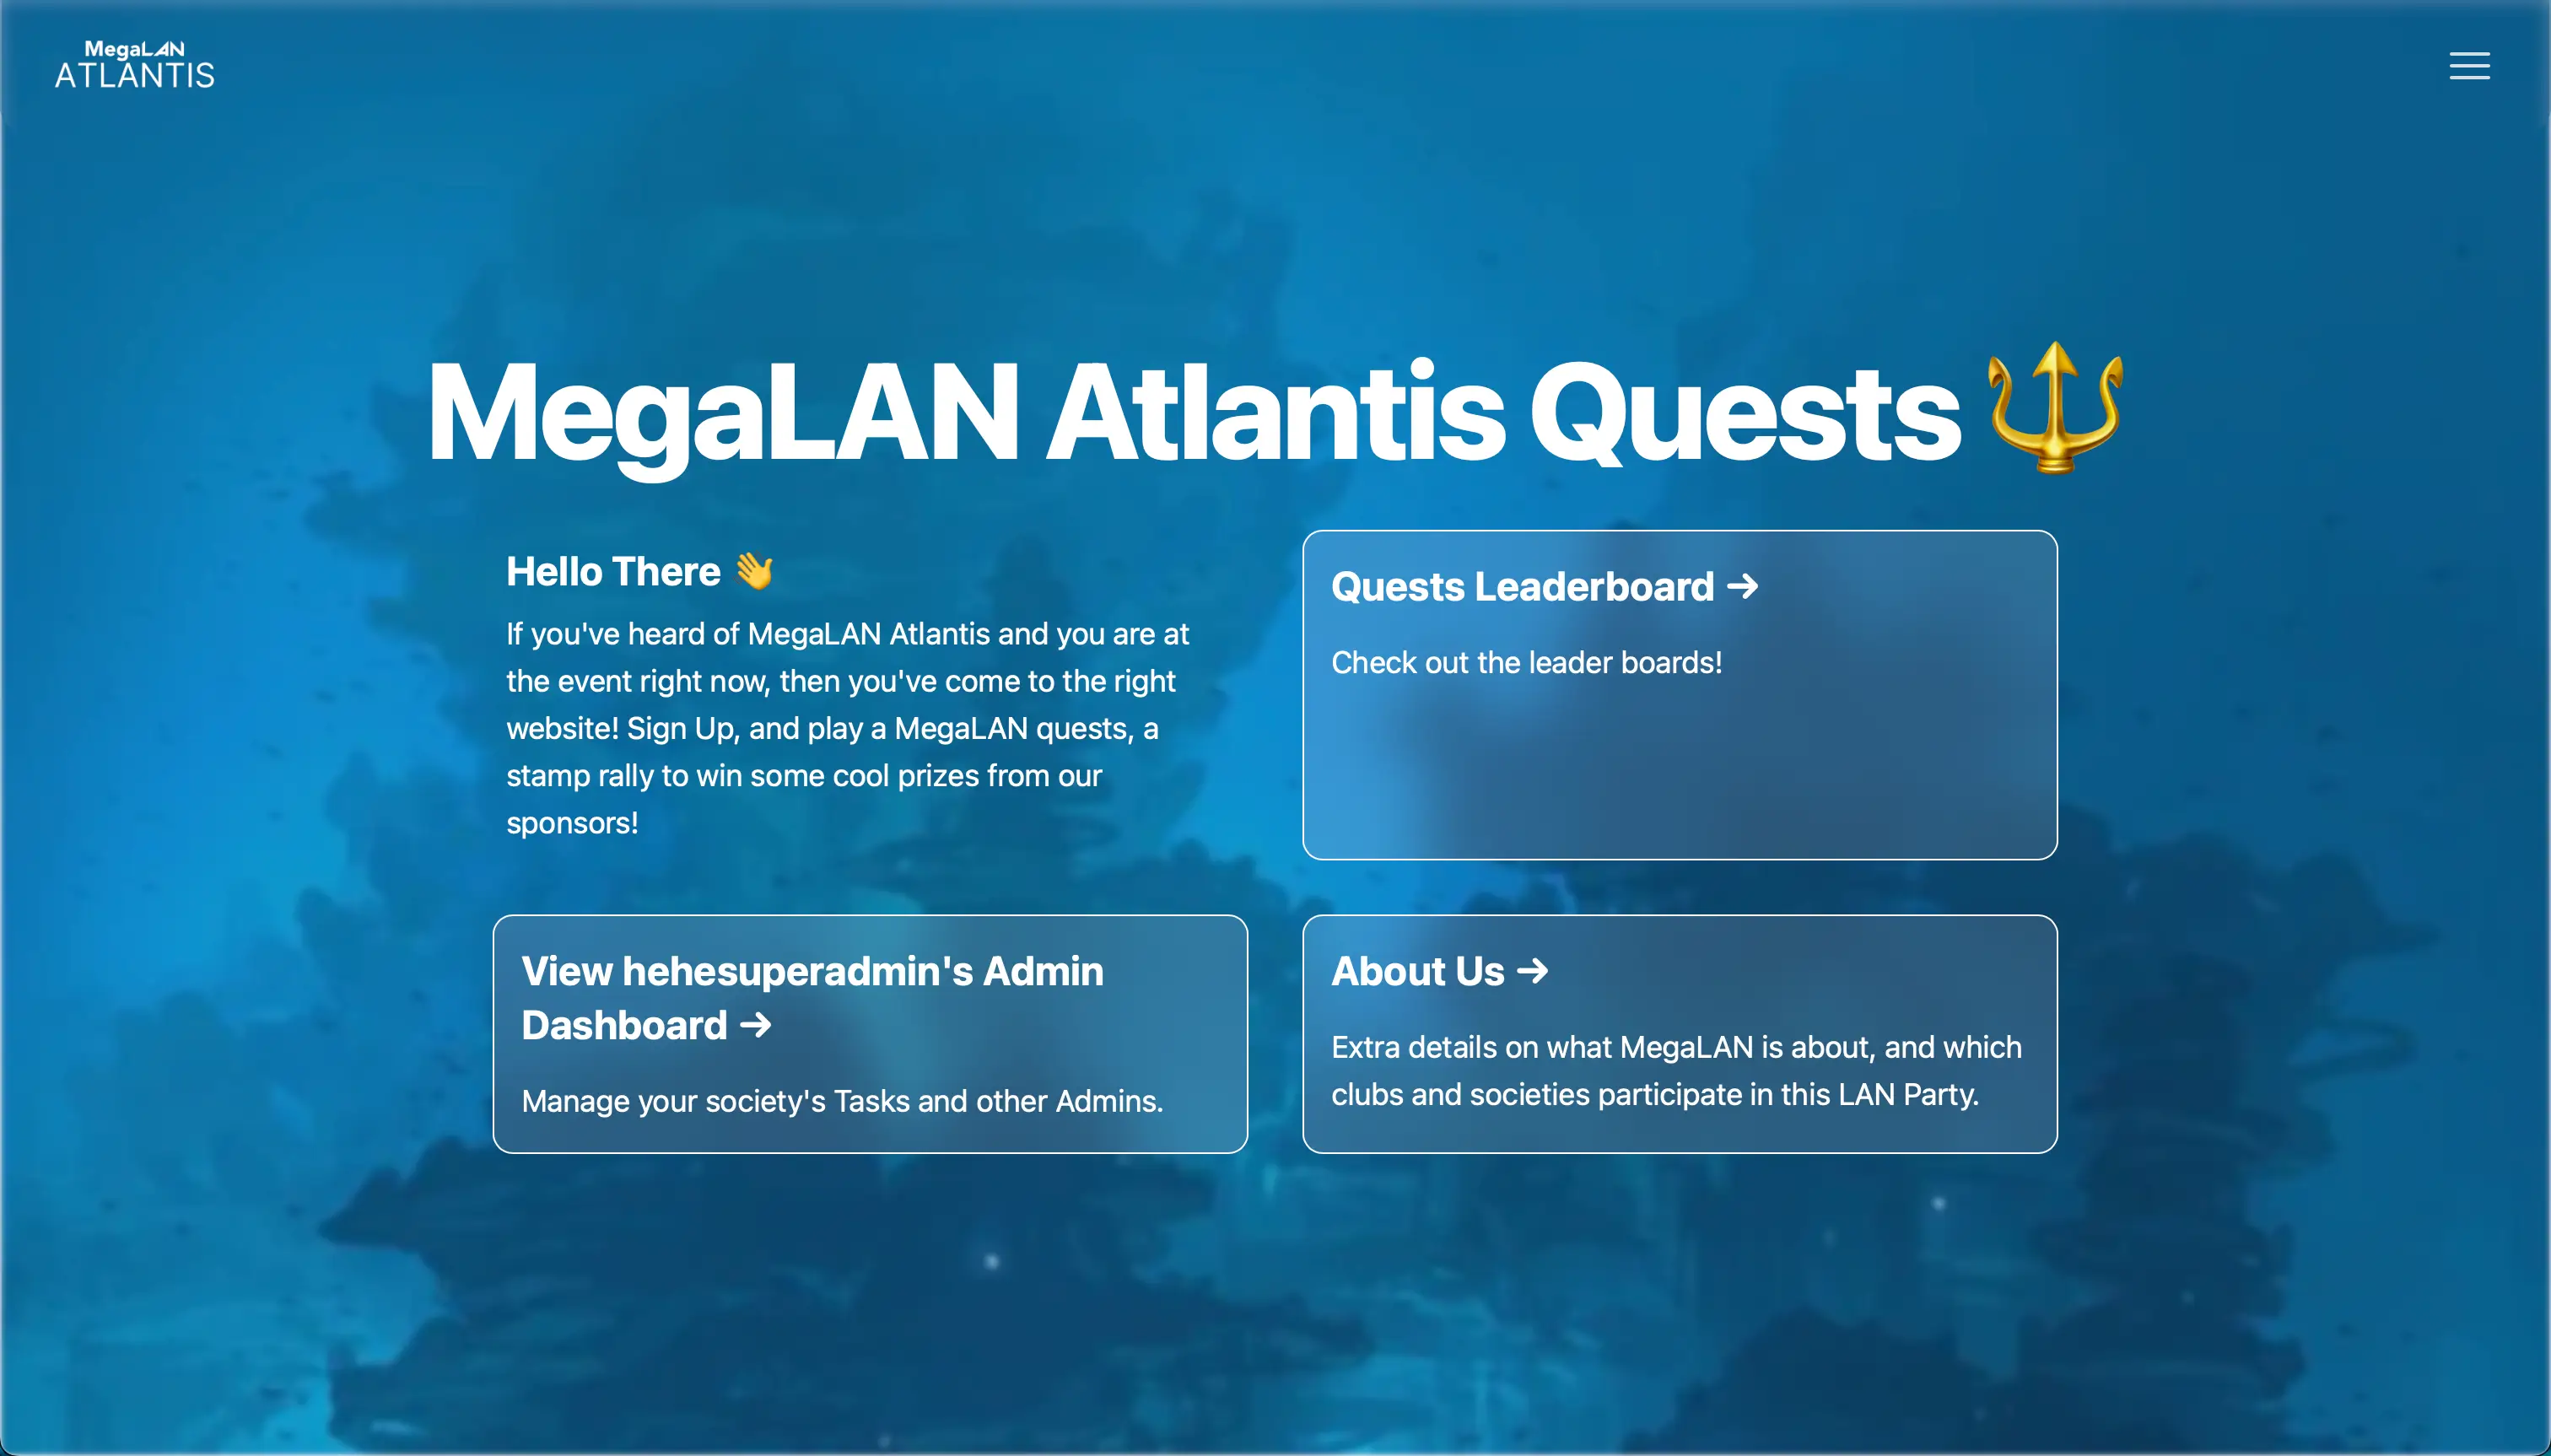 MegaLAN
ATLANTIS
MegaLAN Atlantis Quests 🔱
Hello There 👋
If you've heard of MegaLAN Atlantis and you are at
the event right now, then you've come to the right
website! Sign Up, and play a MegaLAN quests, a
stamp rally to win some cool prizes from our
sponsors!
Quests Leaderboard →
Check out the leader boards!
View hehesuperadmin's Admin
Dashboard →
Manage your society's Tasks and other Admins.
About Us →
Extra details on what MegaLAN is about, and which
clubs and societies participate in this LAN Party.